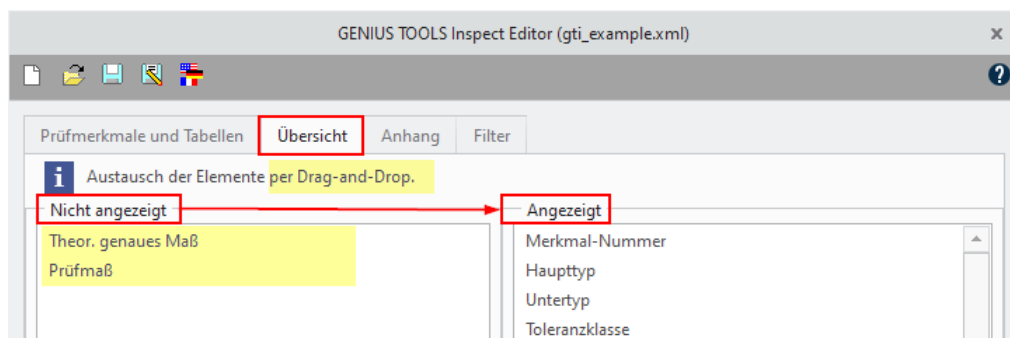 GENIUS TOOLS Inspect Editor (gti_example.xml)
Prüfmerkmale und Tabellen Übersicht Anhang Filter
i Austausch der Elemente per Drag-and-Drop.
Nicht angezeigt
Theor. genaues Maß
Prüfmaß
Angezeigt
Merkmal-Nummer
Haupttyp
Untertyp
Toleranzklasse